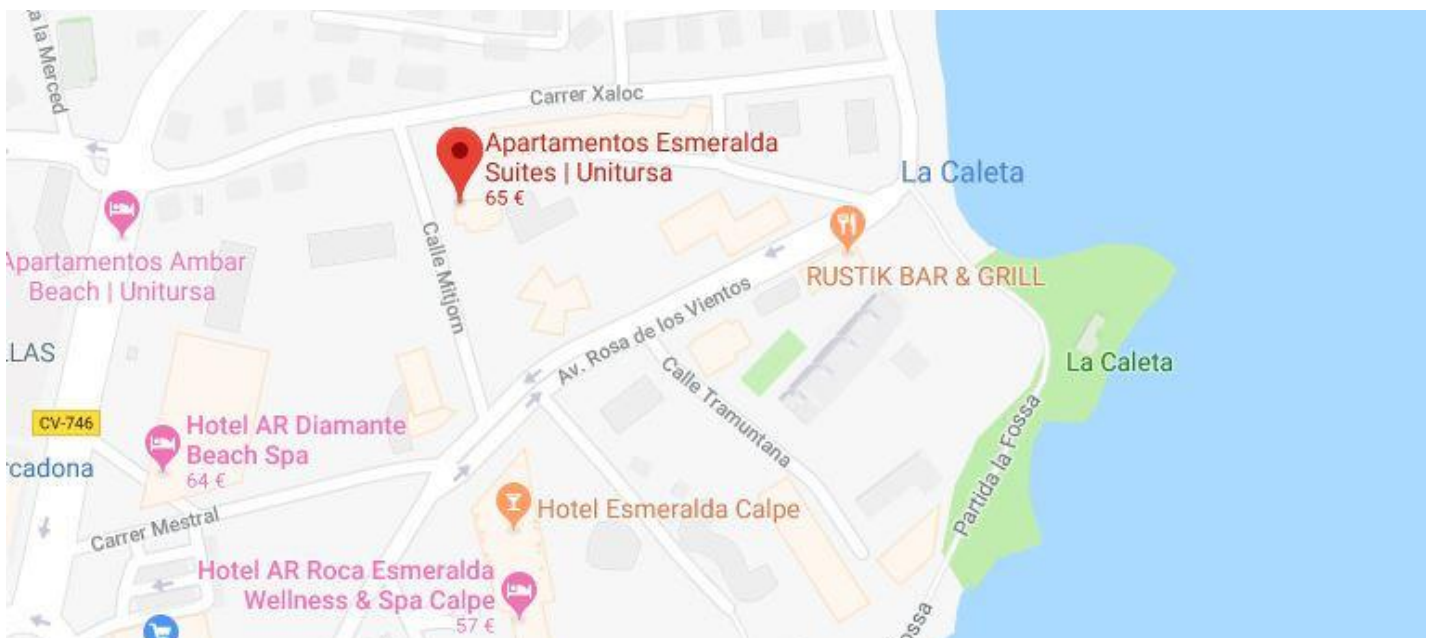 a la Merced
Carrer Xaloc
Apartamentos Esmeralda
Suites | Unitursa
65 €
La Caleta
Apartamentos Ambar
Beach | Unitursa
Calle Mitjorn
RUSTIK BAR & GRILL
Av. Rosa de los Vientos
LLAS
La Caleta
Calle Tramuntana
CV-746
Hotel AR Diamante
Beach Spa
64 €
rcadona
Partida la Fossa
Hotel Esmeralda Calpe
Carrer Mestral
Hotel AR Roca Esmeralda
Wellness & Spa Calpe
57 €
ossa